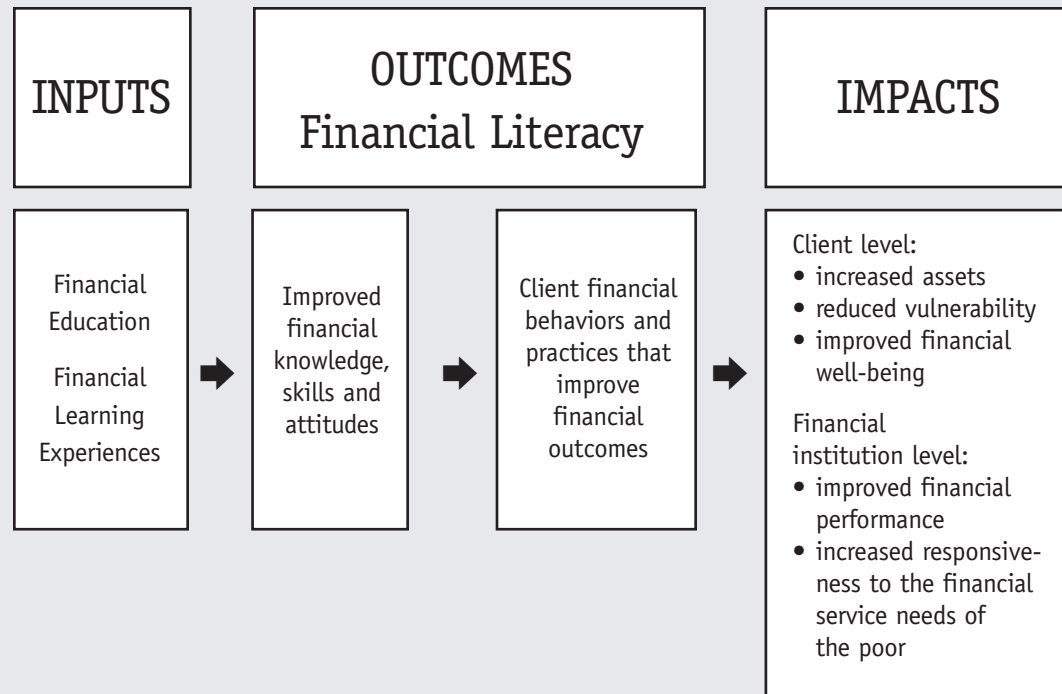 INPUTS
OUTCOMES
Financial Literacy
IMPACTS
Financial
Education
Financial
Learning
Experiences
Improved
financial
knowledge,
skills and
attitudes
Client financial
behaviors and
practices that
improve
financial
outcomes
Client level:
• increased assets
• reduced vulnerability
• improved financial
well-being
Financial
institution level:
• improved financial
performance
• increased responsive-
ness to the financial
service needs of
the poor